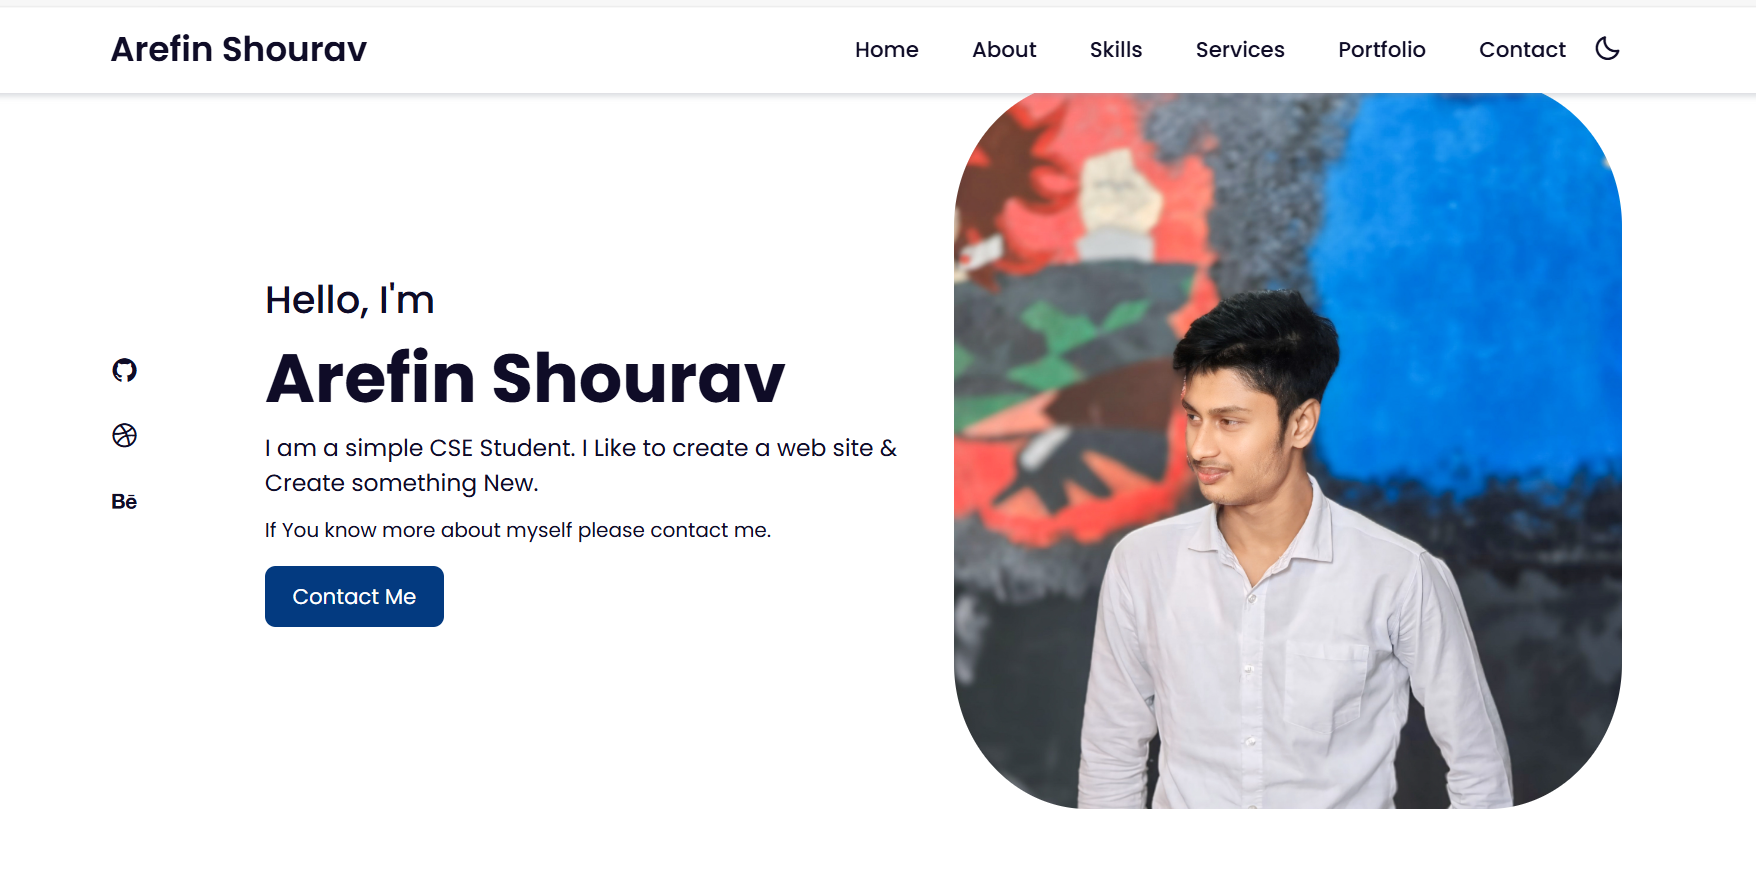 Arefin Shourav
Home About Skills Services Portfolio Contact
Hello, I'm
Arefin Shourav
I am a simple CSE Student. I Like to create a web site &
Create something New.
If You know more about myself please contact me.
Contact Me
Bē